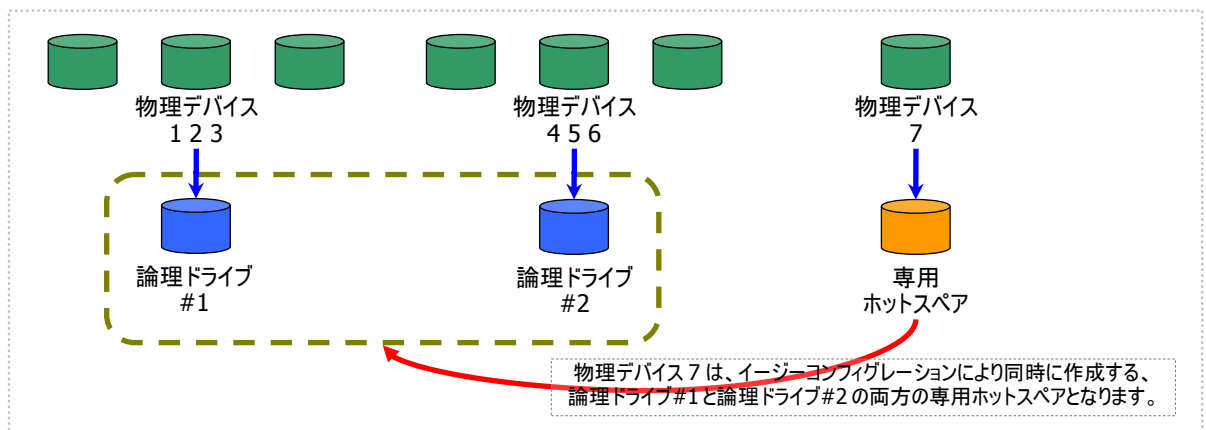 物理デバイス
1 2 3
物理デバイス
4 5 6
物理デバイス
7
論理ドライブ
#1
論理ドライブ
#2
専用
ホットスペア
物理デバイス 7 は、イージーコンフィグレーションにより同時に作成する、
論理ドライブ#1と論理ドライブ#2 の両方の専用ホットスペアとなります。